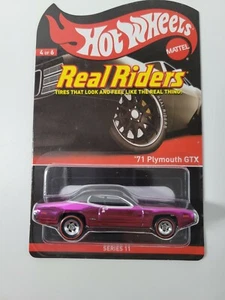 4 of 6
Hot Wheels
MATTEL
Real Riders
TIRES THAT LOOK AND FEEL LIKE THE REAL THING!
'71 Plymouth GTX
SERIES 11